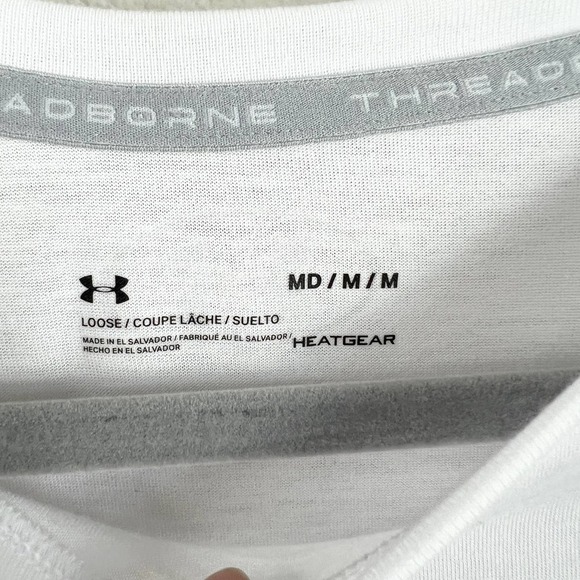 ADBORNE THREAD
MD / M / M
LOOSE / COUPE LÂCHE / SUELTO
MADE IN EL SALVADOR / FABRIQUÉ AU EL SALVADOR / HEATGEAR
HECHO EN EL SALVADOR